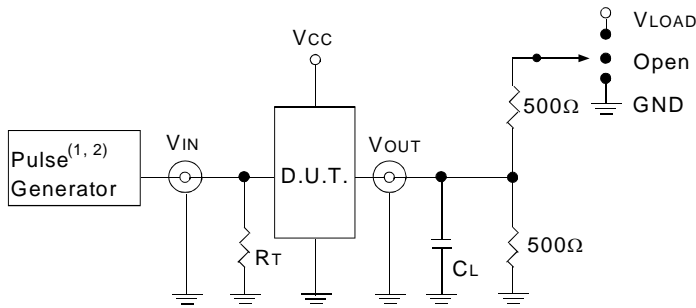 VLOAD
VCC
Open
500Ω
GND
Pulse(1, 2)
Generator
VIN
D.U.T.
VOUT
RT
CL
500Ω